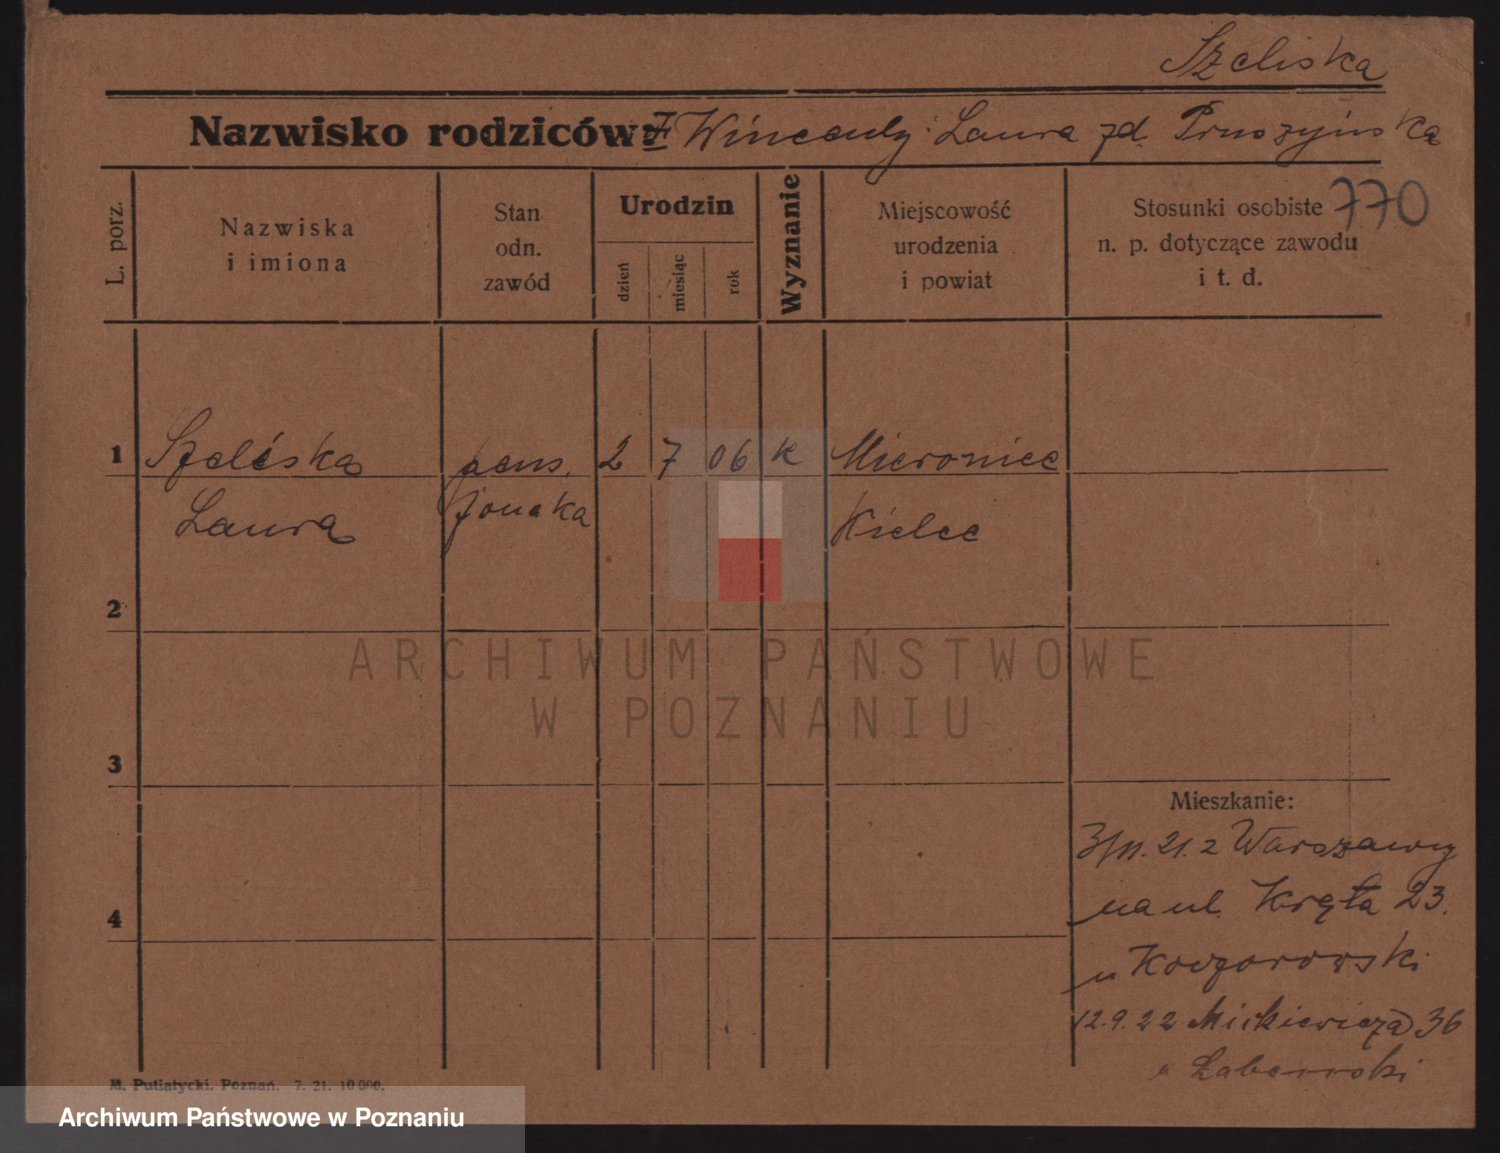 Szeliska
Nazwisko rodziców: F Wincenty i Laura zd. Pruszyńska
770
L. porz.
Nazwiska
i imiona
Stan
odn.
zawód
Urodzin
dzień
miesiąc
rok
Wyznanie
Miejscowość
urodzenia
i powiat
Stosunki osobiste
n. p. dotyczące zawodu
i t. d.
1 Szeliska pens. 2 7 06 K Mieronice
Laura jonatka Kielce
2
ARCHIWUM PAŃSTWOWE
W POZNANIU
3
Mieszkanie:
3/11. 21. z Warszawy
4
na ul. Kręta 23.
u
12.9.22 Mickiewicza 36
u
M. Putiatycki, Poznań. 7. 21. 10 000.
Archiwum Państwowe w Poznaniu